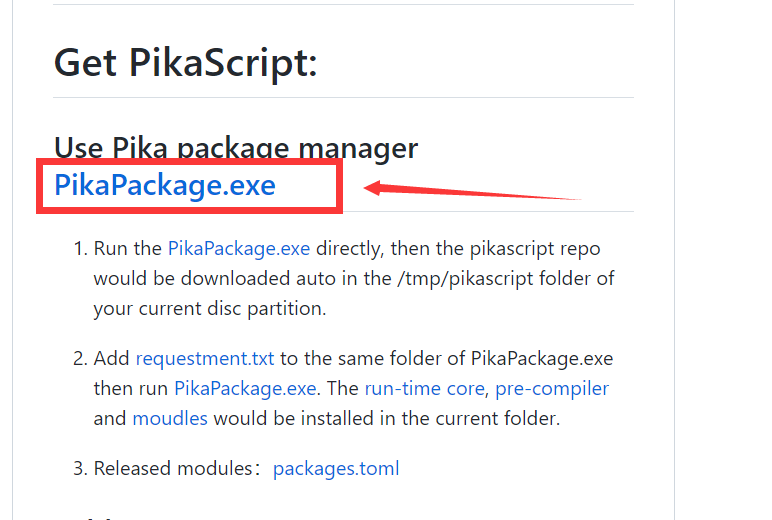 Get PikaScript:
Use Pika package manager
PikaPackage.exe
1. Run the PikaPackage.exe directly, then the pikascript repo
would be downloaded auto in the /tmp/pikascript folder of
your current disc partition.
2. Add requestment.txt to the same folder of PikaPackage.exe
then run PikaPackage.exe. The run-time core, pre-compiler
and moudles would be installed in the current folder.
3. Released modules：packages.toml